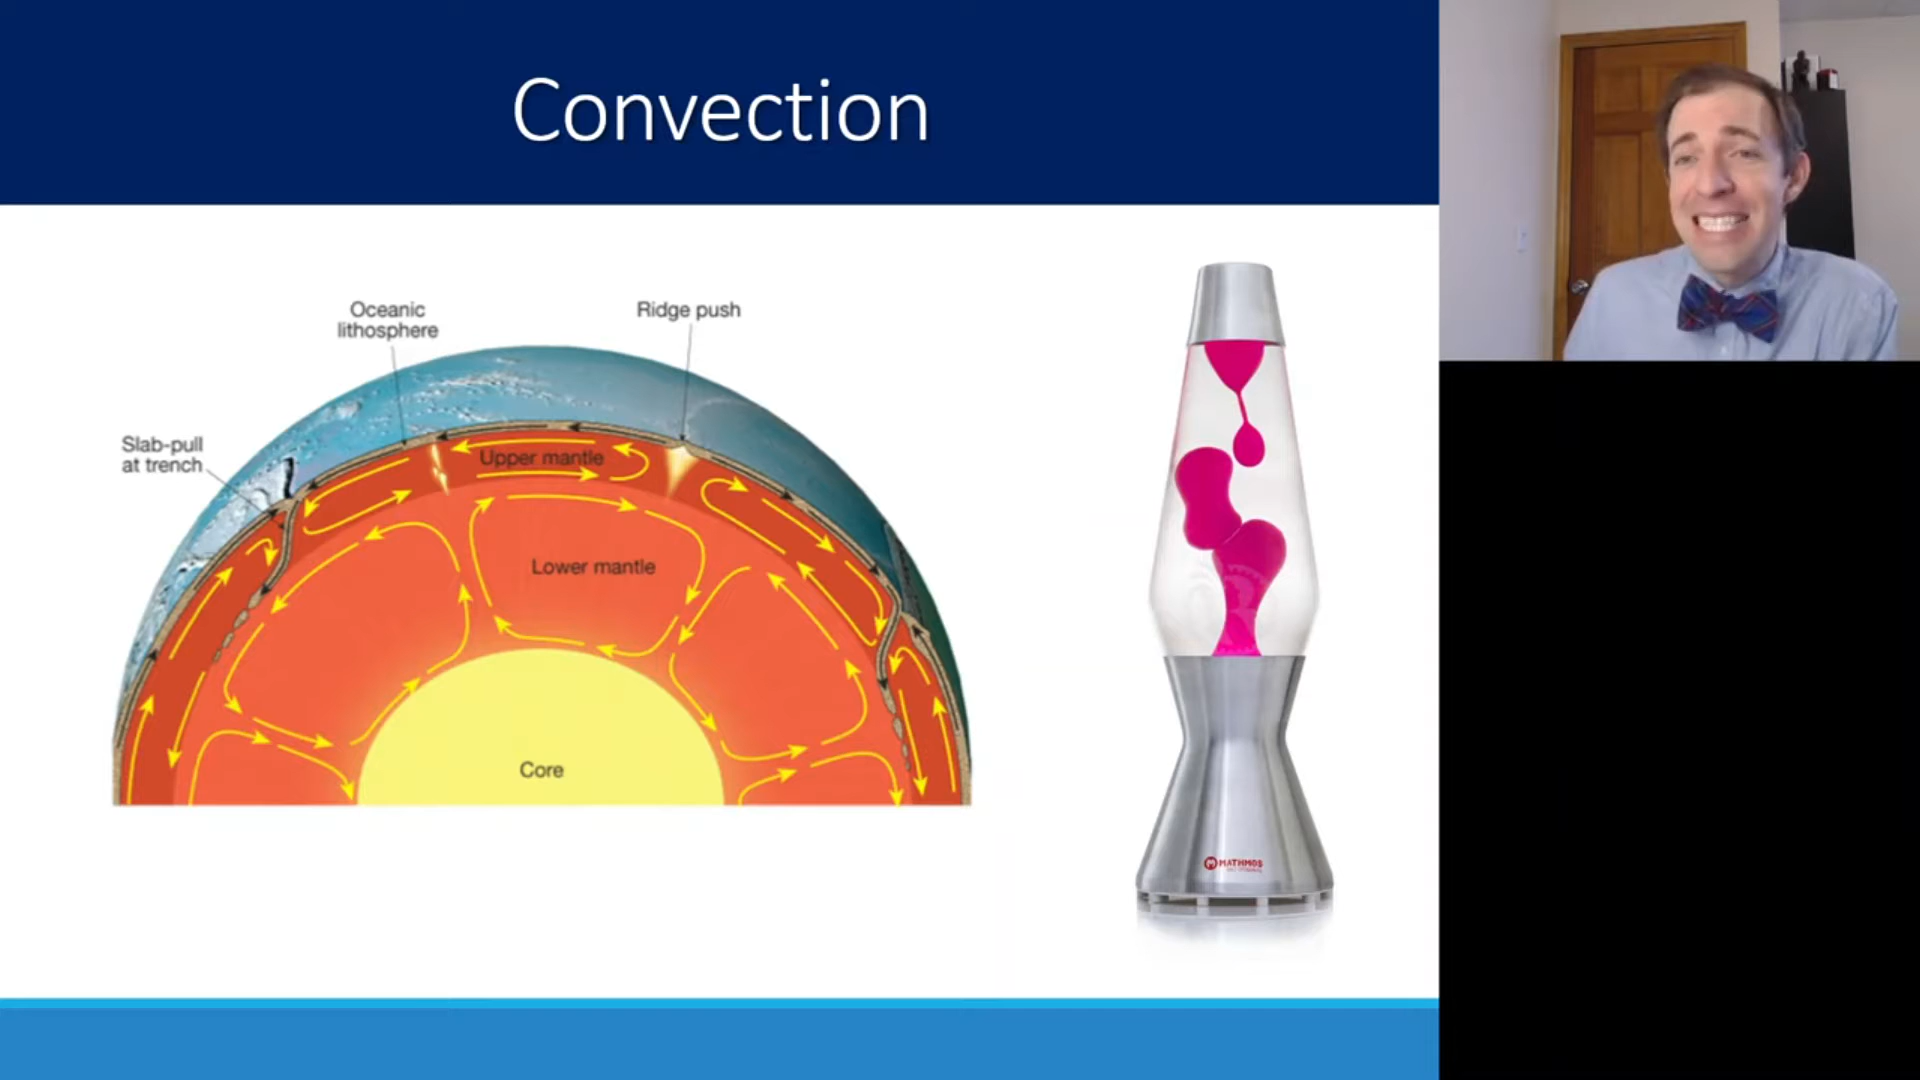 Convection
Oceanic
lithosphere
Ridge push
Slab-pull
at trench
Upper mantle
Lower mantle
Core
MATHMOS